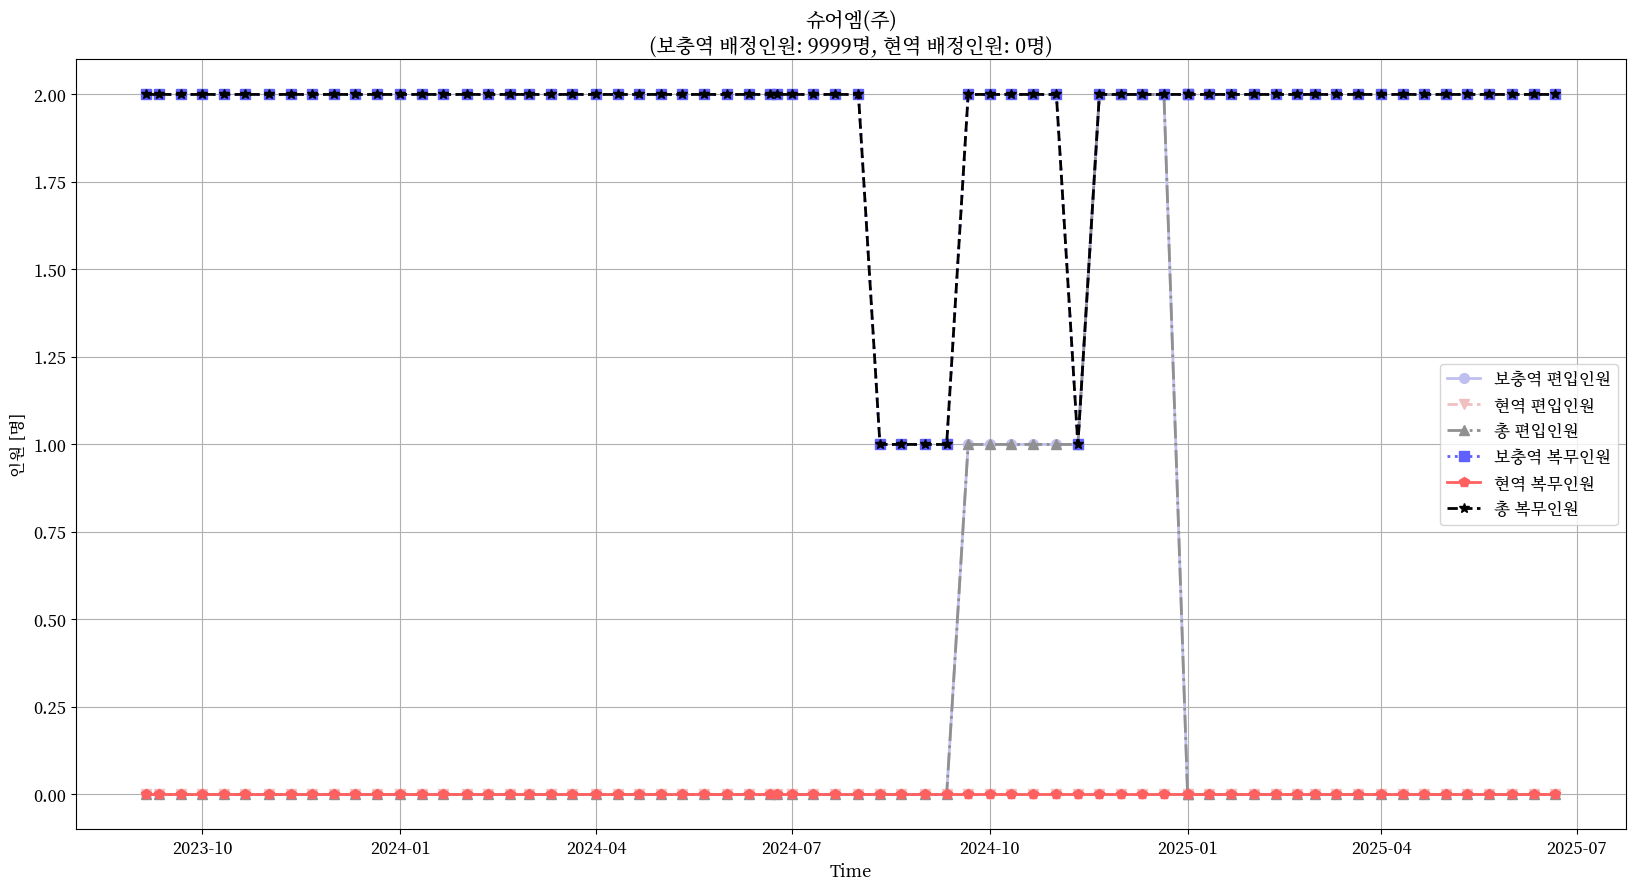 슈어엠(주)
(보충역 배정인원: 9999명, 현역 배정인원: 0명)
2.00
1.75
1.50
1.25
1.00
0.75
0.50
0.25
0.00
인원 [명]
보충역 편입인원
현역 편입인원
총 편입인원
보충역 복무인원
현역 복무인원
총 복무인원
2023-10
2024-01
2024-04
2024-07
2024-10
2025-01
2025-04
2025-07
Time